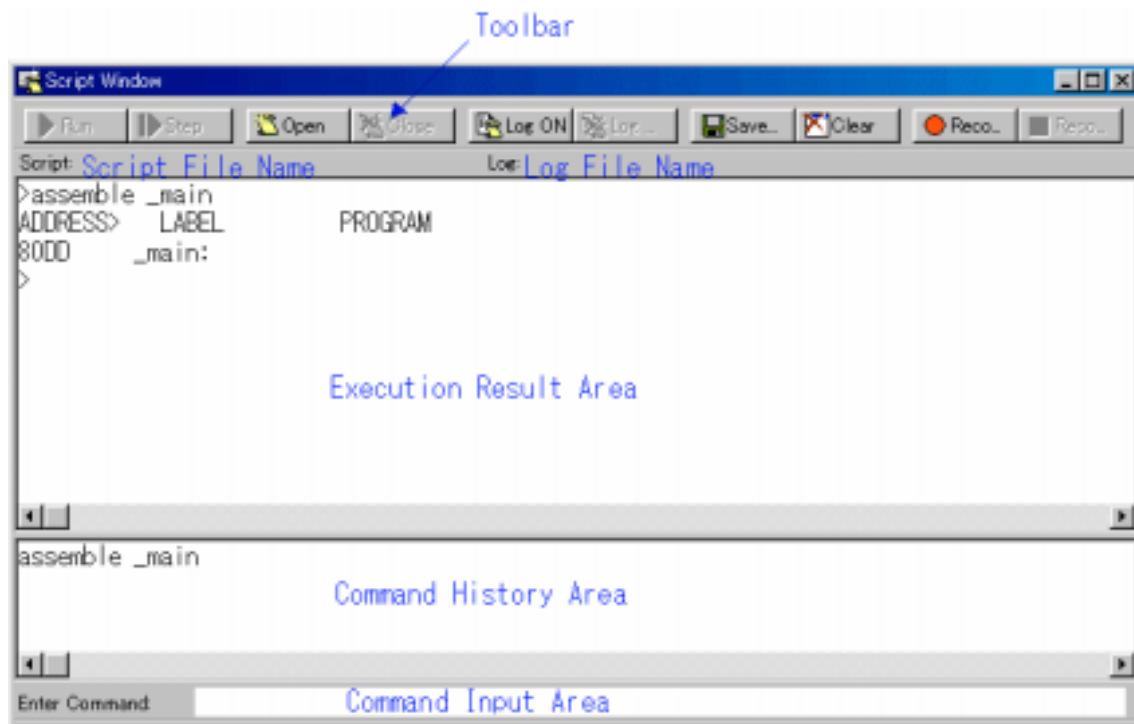 Toolbar
Script Window
Run Step Open Close Log ON Log ... Save... Clear Reco... Reco...
Script: Script File Name Log: Log File Name
>assemble _main
ADDRESS> LABEL PROGRAM
80DD _main:
>
Execution Result Area
assemble _main
Command History Area
Enter Command: Command Input Area